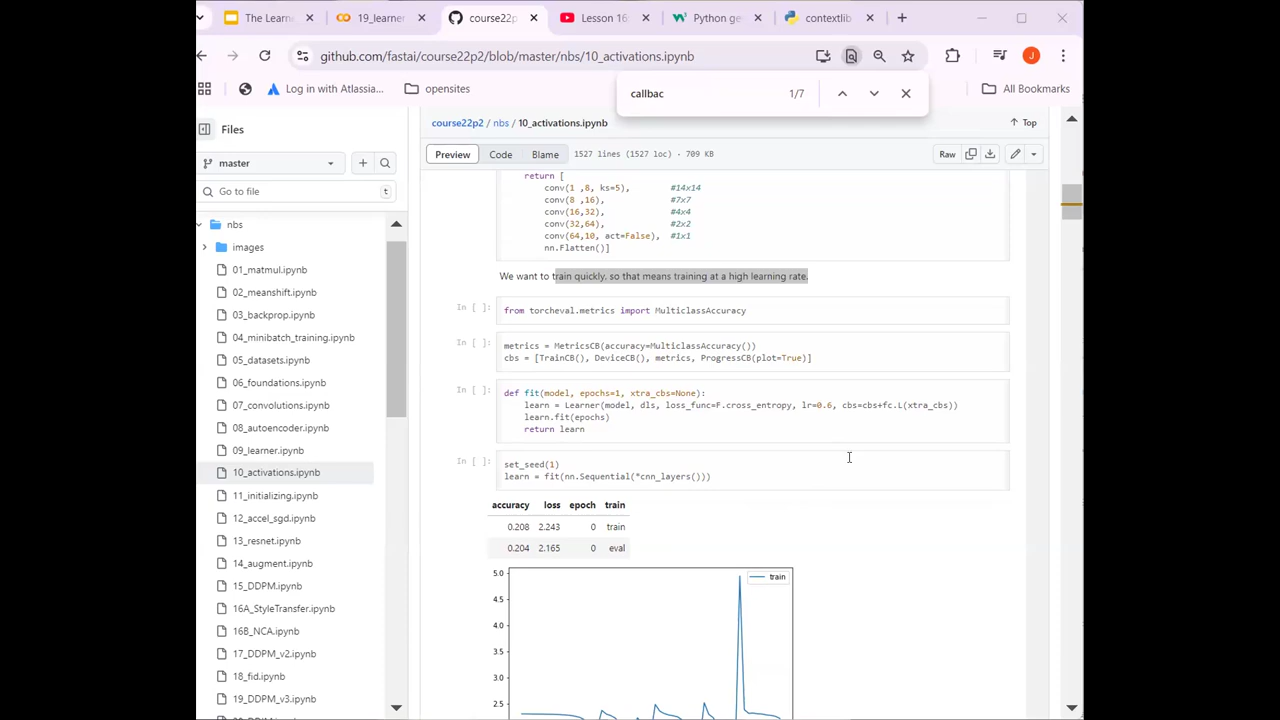 The Learne
19_learner
course22p
Lesson 16
Python ge
contextlib
github.com/fastai/course22p2/blob/master/nbs/10_activations.ipynb
Log in with Atlassia...
opensites
All Bookmarks
callbac 1/7
Files
master
Go to file t
nbs
images
01_matmul.ipynb
02_meanshift.ipynb
03_backprop.ipynb
04_minibatch_training.ipynb
05_datasets.ipynb
06_foundations.ipynb
07_convolutions.ipynb
08_autoencoder.ipynb
09_learner.ipynb
10_activations.ipynb
11_initializing.ipynb
12_accel_sgd.ipynb
13_resnet.ipynb
14_augment.ipynb
15_DDPM.ipynb
16A_StyleTransfer.ipynb
16B_NCA.ipynb
17_DDPM_v2.ipynb
18_fid.ipynb
19_DDPM_v3.ipynb
course22p2 / nbs / 10_activations.ipynb
Top
Preview Code Blame 1527 lines (1527 loc) · 709 KB Raw
return [
conv(1 ,8, ks=5), #14x14
conv(8 ,16), #7x7
conv(16,32), #4x4
conv(32,64), #2x2
conv(64,10, act=False), #1x1
nn.Flatten()]
We want to train quickly, so that means training at a high learning rate.
In [ ]: from torcheval.metrics import MulticlassAccuracy
In [ ]: metrics = MetricsCB(accuracy=MulticlassAccuracy())
cbs = [TrainCB(), DeviceCB(), metrics, ProgressCB(plot=True)]
In [ ]: def fit(model, epochs=1, xtra_cbs=None):
learn = Learner(model, dls, loss_func=F.cross_entropy, lr=0.6, cbs=cbs+fc.L(xtra_cbs))
learn.fit(epochs)
return learn
In [ ]: set_seed(1)
learn = fit(nn.Sequential(*cnn_layers()))
accuracy loss epoch train
0.208 2.243 0 train
0.204 2.165 0 eval
5.0
4.5
4.0
3.5
3.0
2.5
train